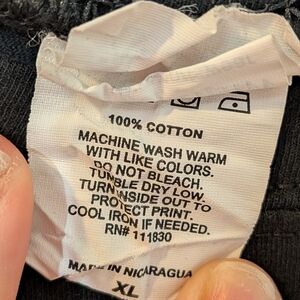 100% COTTON
MACHINE WASH WARM
WITH LIKE COLORS.
DO NOT BLEACH.
TUMBLE DRY LOW.
TURN INSIDE OUT TO
PROTECT PRINT.
COOL IRON IF NEEDED.
RN# 111830
MADE IN NICARAGUA
XL